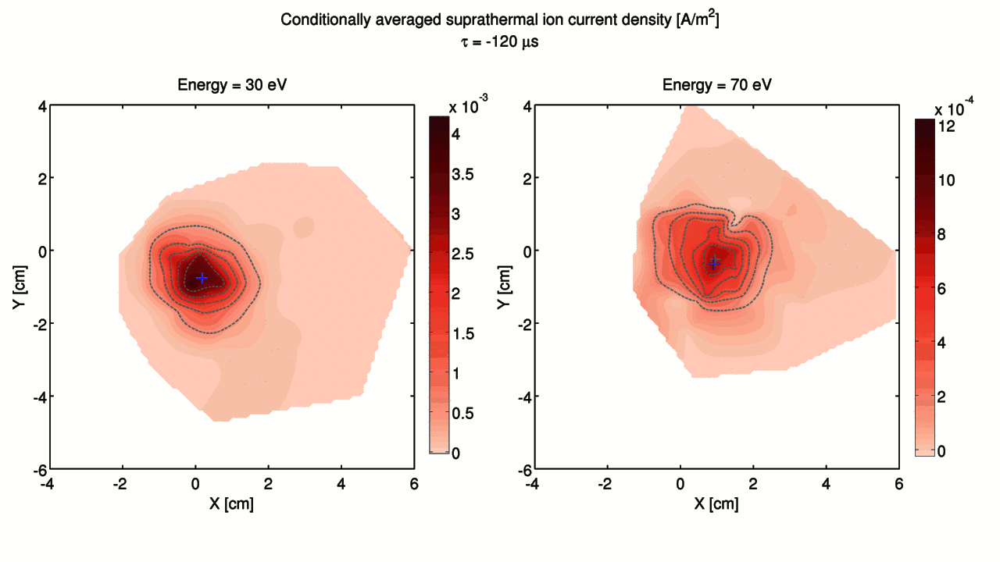 Conditionally averaged suprathermal ion current density [A/m²]
τ = -120 μs
Energy = 30 eV
x 10⁻³
4
2
0
-2
-4
-6
Y [cm]
-4 -2 0 2 4 6
X [cm]
4
3.5
3
2.5
2
1.5
1
0.5
0
Energy = 70 eV
x 10⁻⁴
4
2
0
-2
-4
-6
Y [cm]
-4 -2 0 2 4 6
X [cm]
12
10
8
6
4
2
0